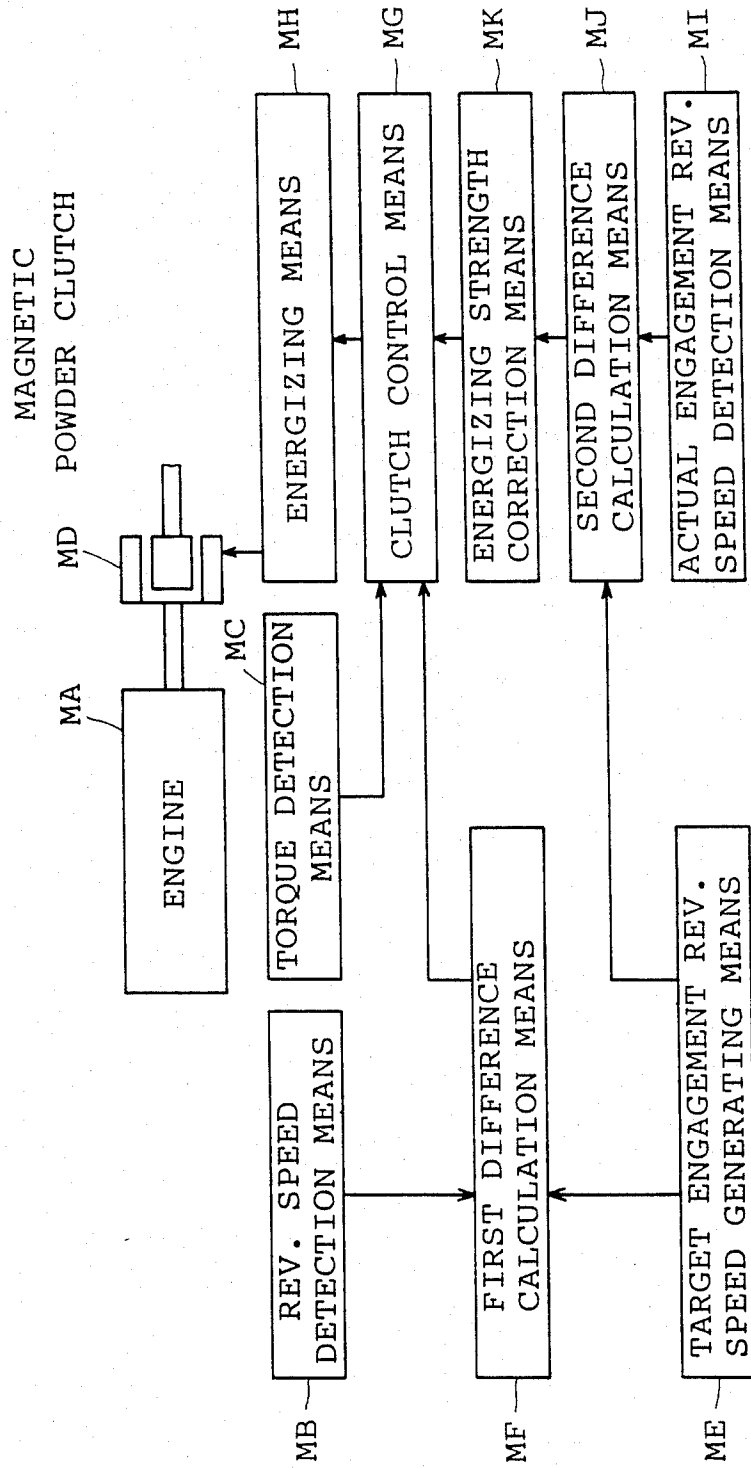 MAGNETIC
MD POWDER CLUTCH
MA
ENGINE
MC
MB
REV. SPEED
DETECTION MEANS
TORQUE DETECTION
MEANS
ENERGIZING MEANS
MH
CLUTCH CONTROL MEANS
MG
MF
FIRST DIFFERENCE
CALCULATION MEANS
ENERGIZING STRENGTH
CORRECTION MEANS
MK
SECOND DIFFERENCE
CALCULATION MEANS
MJ
ME
TARGET ENGAGEMENT REV.
SPEED GENERATING MEANS
ACTUAL ENGAGEMENT REV.
SPEED DETECTION MEANS
MI